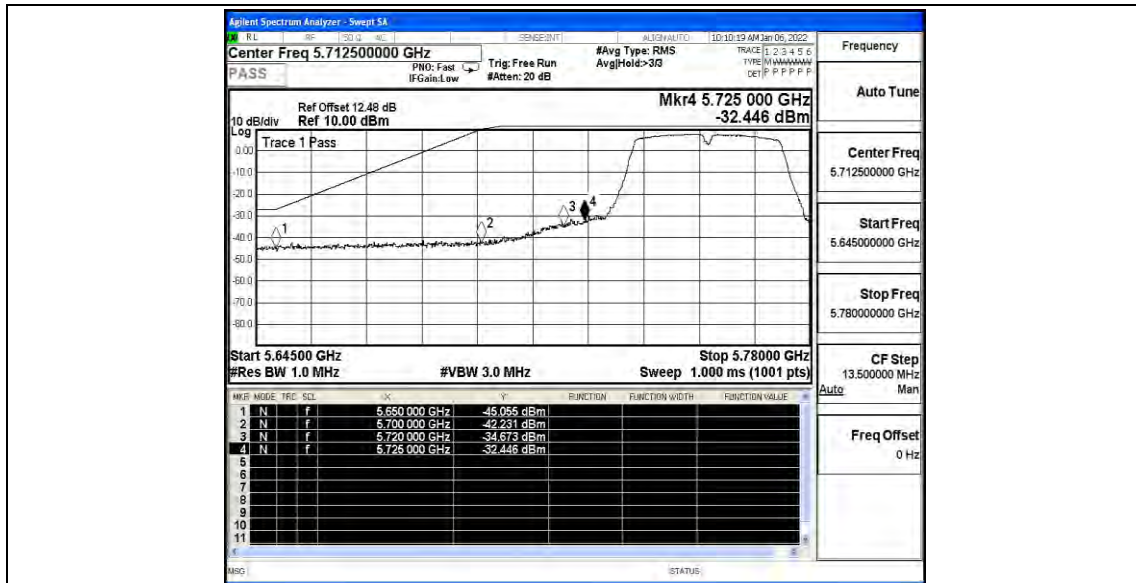 Agilent Spectrum Analyzer - Swept SA
RL RF 50 Ω AC SENSE:INT ALIGN AUTO 10:10:19 AM Jan 06, 2022
Center Freq 5.712500000 GHz
#Avg Type: RMS
TRACE 1 2 3 4 5 6
PASS
PNO: Fast
Trig: Free Run
Avg|Hold:>3/3
TYPE M WWWWW
IFGain:Low
#Atten: 20 dB
DET P P P P P P
Frequency
Auto Tune
Ref Offset 12.48 dB
Mkr4 5.725 000 GHz
10 dB/div
Ref 10.00 dBm
-32.446 dBm
Log
Trace 1 Pass
0.00
-10.0
-20.0
-30.0
-40.0
-50.0
-60.0
-70.0
-80.0
1
2
3
4
Center Freq
5.712500000 GHz
Start Freq
5.645000000 GHz
Stop Freq
5.780000000 GHz
Start 5.64500 GHz
Stop 5.78000 GHz
#Res BW 1.0 MHz
#VBW 3.0 MHz
Sweep 1.000 ms (1001 pts)
CF Step
13.500000 MHz
Auto Man
MKR MODE TRC SCL X Y FUNCTION FUNCTION WIDTH FUNCTION VALUE
1 N f 5.650 000 GHz -45.055 dBm
2 N f 5.700 000 GHz -42.231 dBm
3 N f 5.720 000 GHz -34.673 dBm
4 N f 5.725 000 GHz -32.446 dBm
5
6
7
8
9
10
11
Freq Offset
0 Hz
MSG
STATUS